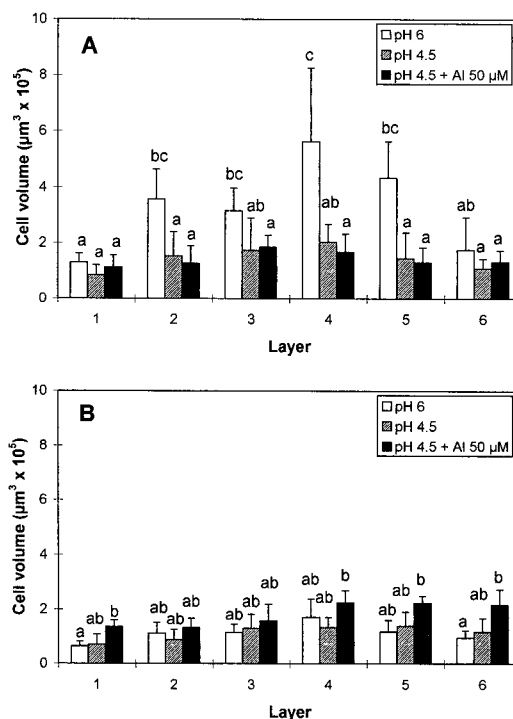 A
pH 6
pH 4.5
pH 4.5 + Al 50 µM
Cell volume (µm³ x 10⁵)
10
8
6
4
2
0
a a a
bc a a
bc ab a
c ab a
bc a a
ab a a
1 2 3 4 5 6
Layer
B
pH 6
pH 4.5
pH 4.5 + Al 50 µM
Cell volume (µm³ x 10⁵)
10
8
6
4
2
0
a ab b
ab ab ab
ab ab ab
ab ab b
ab ab b
a ab b
1 2 3 4 5 6
Layer